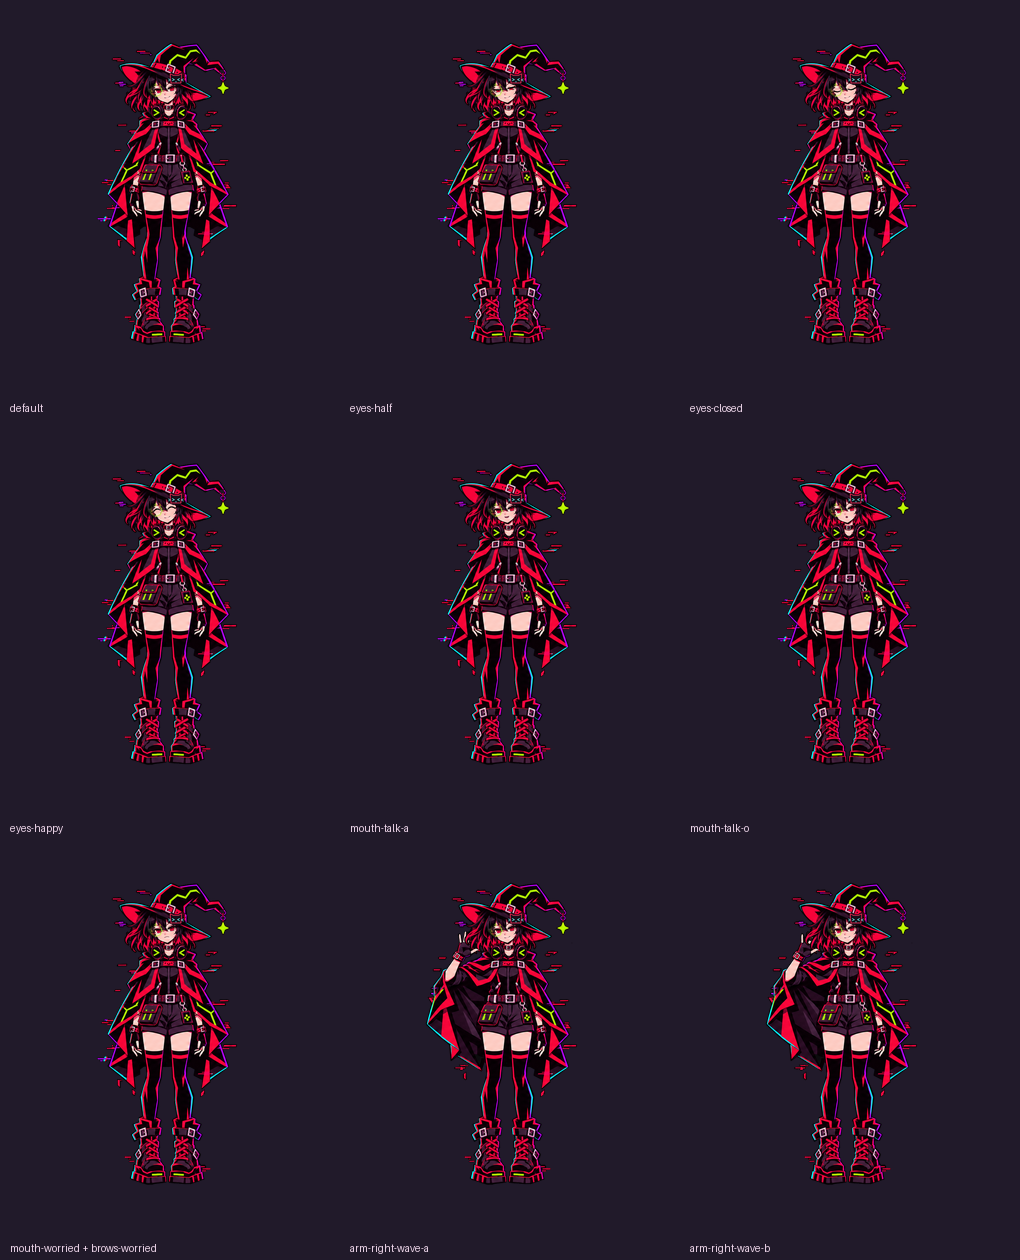 default
eyes-half
eyes-closed
eyes-happy
mouth-talk-a
mouth-talk-o
mouth-worried + brows-worried
arm-right-wave-a
arm-right-wave-b